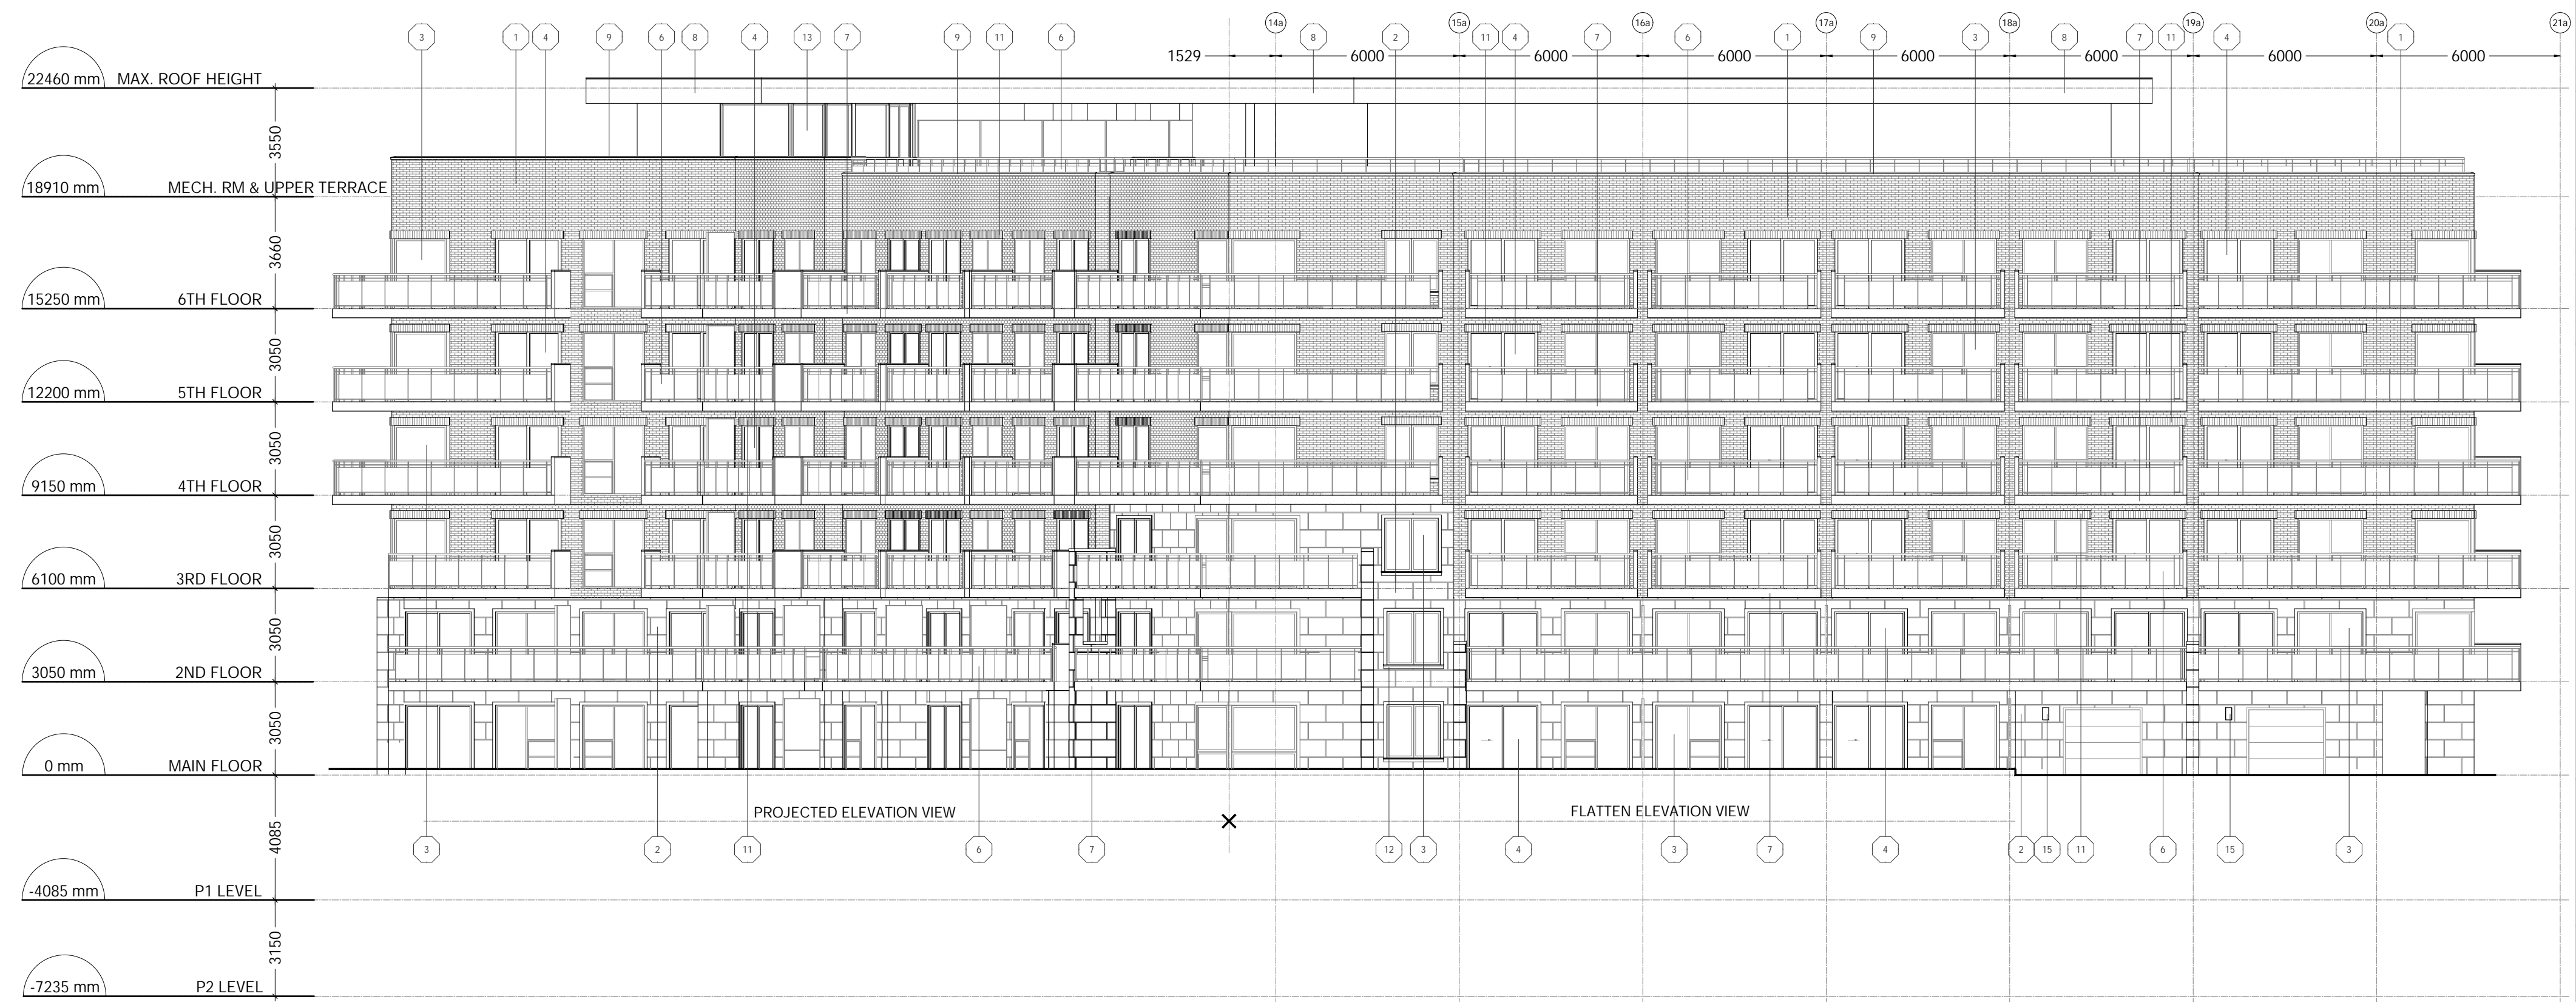 14a 15a 16a 17a 18a 19a 20a 21a
3 1 4 9 6 8 4 13 7 9 11 6 8 2 11 4 7 6 1 9 3 8 7 11 4 1
1529 6000 6000 6000 6000 6000 6000 6000
22460 mm MAX. ROOF HEIGHT
3550
18910 mm MECH. RM & UPPER TERRACE
3660
15250 mm 6TH FLOOR
3050
12200 mm 5TH FLOOR
3050
9150 mm 4TH FLOOR
3050
6100 mm 3RD FLOOR
3050
3050 mm 2ND FLOOR
3050
0 mm MAIN FLOOR
PROJECTED ELEVATION VIEW FLATTEN ELEVATION VIEW
4085
3 2 11 6 7 12 3 4 3 7 4 2 15 11 6 15 3
-4085 mm P1 LEVEL
3150
-7235 mm P2 LEVEL